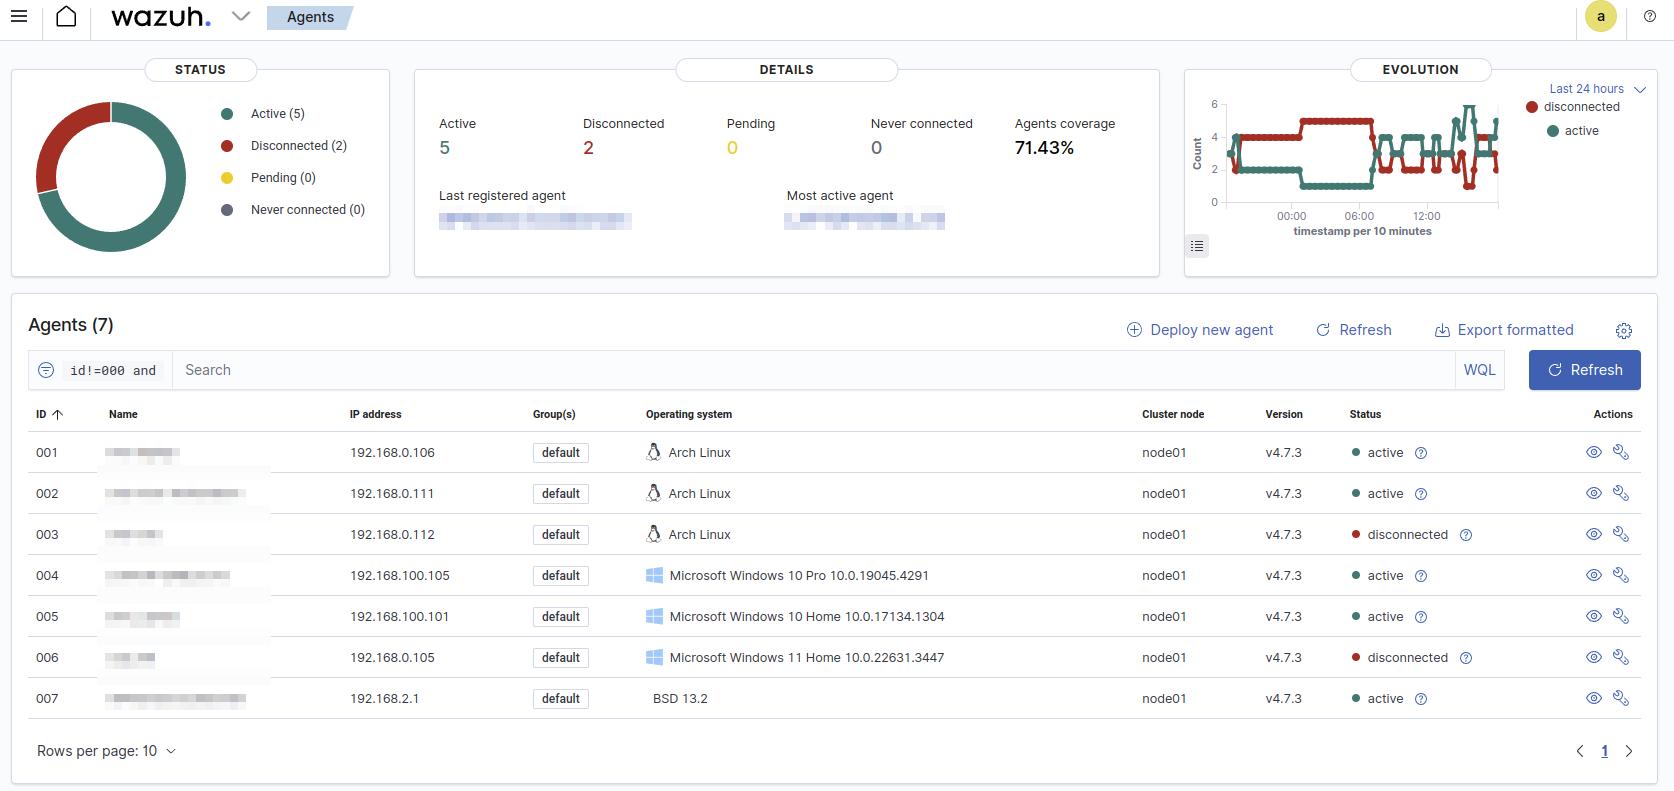 wazuh. Agents a
STATUS
Active (5)
Disconnected (2)
Pending (0)
Never connected (0)
DETAILS
Active Disconnected Pending Never connected Agents coverage
5 2 0 0 71.43%
Last registered agent Most active agent
EVOLUTION
Last 24 hours
disconnected
active
Count
6
4
2
0
00:00 06:00 12:00
timestamp per 10 minutes
Agents (7)
Deploy new agent Refresh Export formatted
id!=000 and Search WQL Refresh
ID Name IP address Group(s) Operating system Cluster node Version Status Actions
001 192.168.0.106 default Arch Linux node01 v4.7.3 active
002 192.168.0.111 default Arch Linux node01 v4.7.3 active
003 192.168.0.112 default Arch Linux node01 v4.7.3 disconnected
004 192.168.100.105 default Microsoft Windows 10 Pro 10.0.19045.4291 node01 v4.7.3 active
005 192.168.100.101 default Microsoft Windows 10 Home 10.0.17134.1304 node01 v4.7.3 active
006 192.168.0.105 default Microsoft Windows 11 Home 10.0.22631.3447 node01 v4.7.3 disconnected
007 192.168.2.1 default BSD 13.2 node01 v4.7.3 active
Rows per page: 10 1